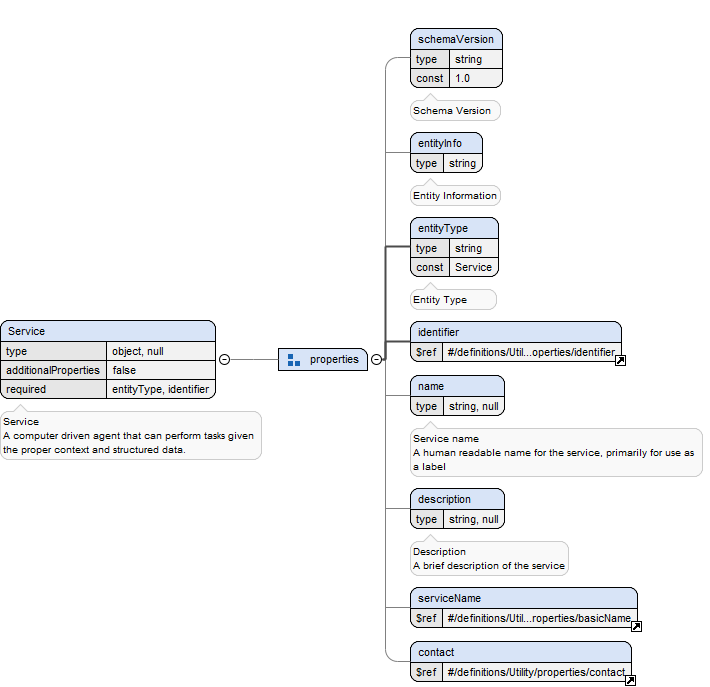 schemaVersion
type string
const 1.0
Schema Version
entityInfo
type string
Entity Information
entityType
type string
const Service
Entity Type
Service
type object, null
additionalProperties false
required entityType, identifier
Service
A computer driven agent that can perform tasks given
the proper context and structured data.
properties
identifier
$ref #/definitions/Util...operties/identifier
name
type string, null
Service name
A human readable name for the service, primarily for use as
a label
description
type string, null
Description
A brief description of the service
serviceName
$ref #/definitions/Util...roperties/basicName
contact
$ref #/definitions/Utility/properties/contact